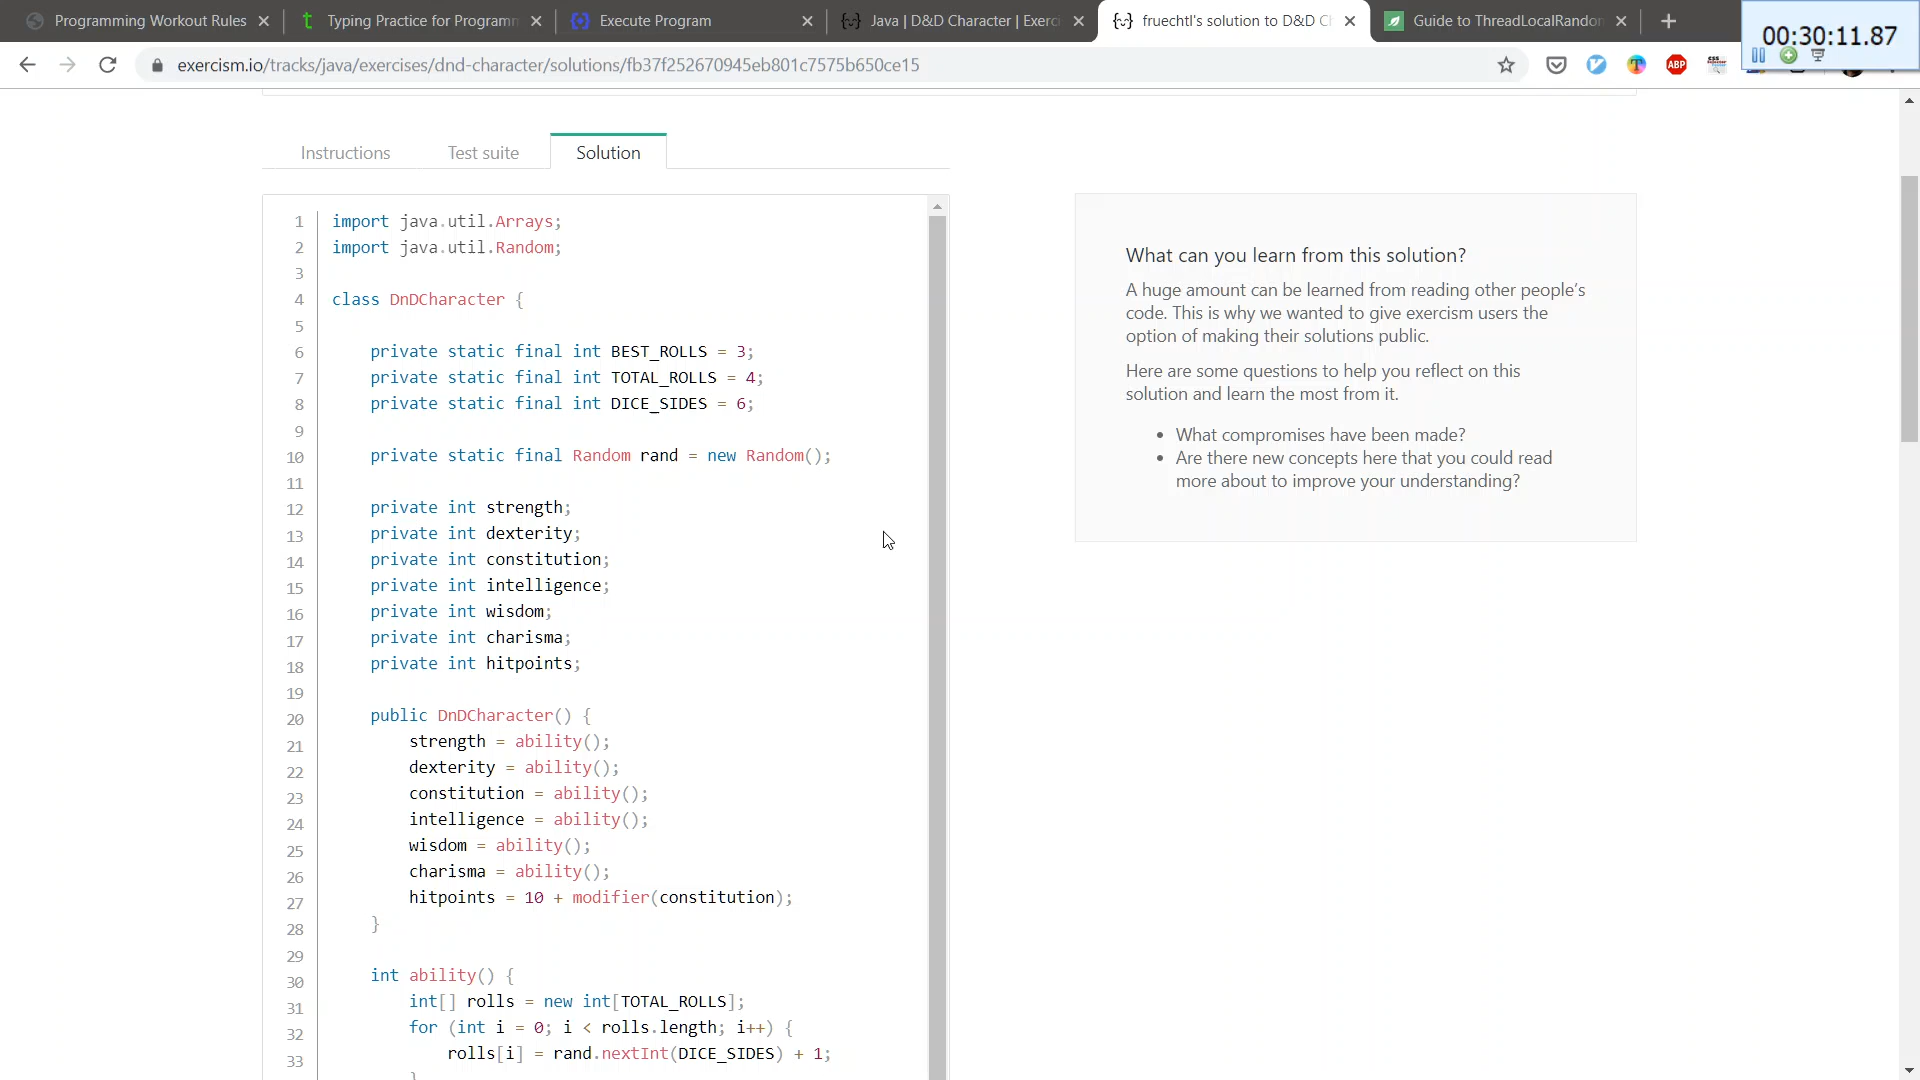 Programming Workout Rules
Typing Practice for Programm
Execute Program
Java | D&D Character | Exerci
fruechtl's solution to D&D Ch
Guide to ThreadLocalRandom
00:30:11.87
exercism.io/tracks/java/exercises/dnd-character/solutions/fb37f252670945eb801c7575b650ce15
ABP
Instructions
Test suite
Solution
1 import java.util.Arrays;
2 import java.util.Random;
3
4 class DnDCharacter {
5
6 private static final int BEST_ROLLS = 3;
7 private static final int TOTAL_ROLLS = 4;
8 private static final int DICE_SIDES = 6;
9
10 private static final Random rand = new Random();
11
12 private int strength;
13 private int dexterity;
14 private int constitution;
15 private int intelligence;
16 private int wisdom;
17 private int charisma;
18 private int hitpoints;
19
20 public DnDCharacter() {
21 strength = ability();
22 dexterity = ability();
23 constitution = ability();
24 intelligence = ability();
25 wisdom = ability();
26 charisma = ability();
27 hitpoints = 10 + modifier(constitution);
28 }
29
30 int ability() {
31 int[] rolls = new int[TOTAL_ROLLS];
32 for (int i = 0; i < rolls.length; i++) {
33 rolls[i] = rand.nextInt(DICE_SIDES) + 1;
}
What can you learn from this solution?
A huge amount can be learned from reading other people's
code. This is why we wanted to give exercism users the
option of making their solutions public.
Here are some questions to help you reflect on this
solution and learn the most from it.
• What compromises have been made?
• Are there new concepts here that you could read
more about to improve your understanding?